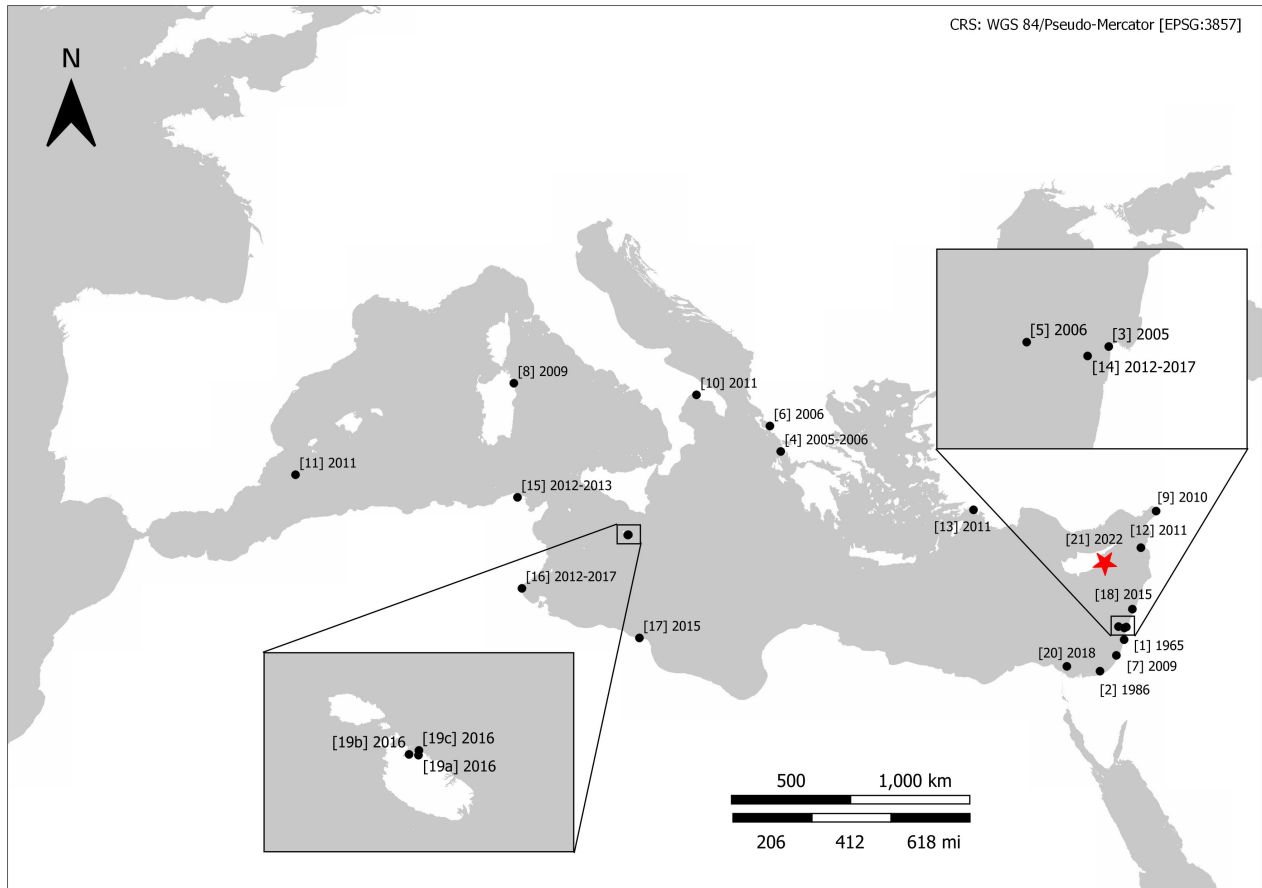 CRS: WGS 84/Pseudo-Mercator [EPSG:3857]
N
[5] 2006
[3] 2005
[14] 2012-2017
[8] 2009
[10] 2011
[6] 2006
[4] 2005-2006
[11] 2011
[15] 2012-2013
[13] 2011
[9] 2010
[12] 2011
[21] 2022
[16] 2012-2017
[18] 2015
[17] 2015
[1] 1965
[20] 2018
[7] 2009
[2] 1986
[19b] 2016
[19c] 2016
[19a] 2016
500 1,000 km
206 412 618 mi